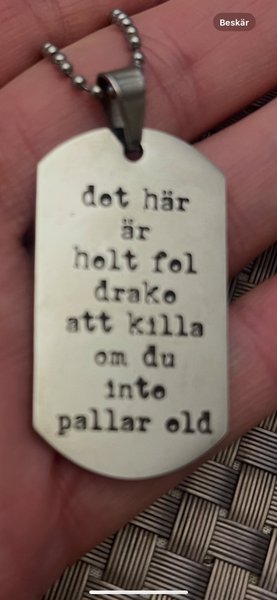 Beskär
det här
är
helt fel
drake
att killa
om du
inte
pallar eld